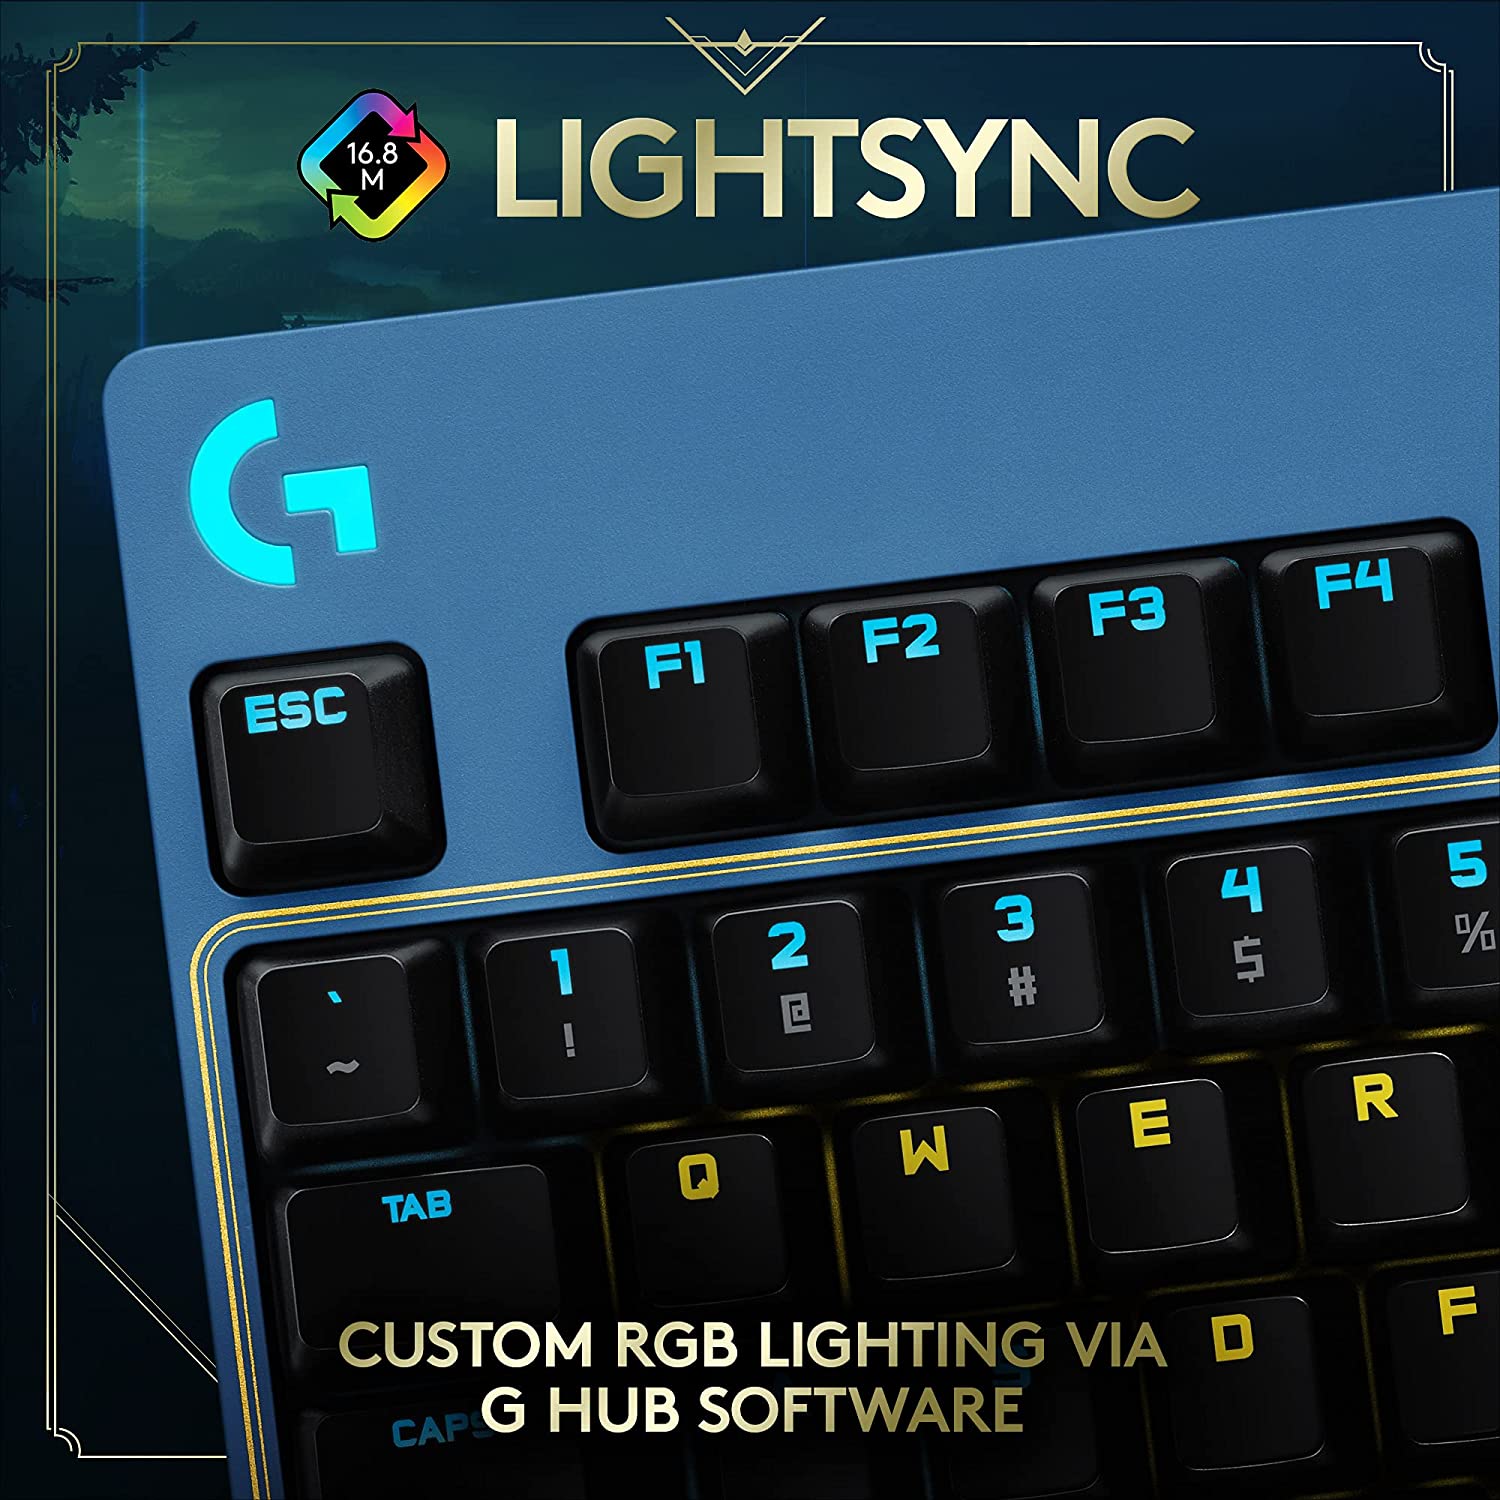 16.8
M
LIGHTSYNC
G
ESC
F1 F2 F3 F4
` 1 2 3 4 5
~ ! @ # $ %
TAB Q W E R
D F
CUSTOM RGB LIGHTING VIA
G HUB SOFTWARE
CAPS